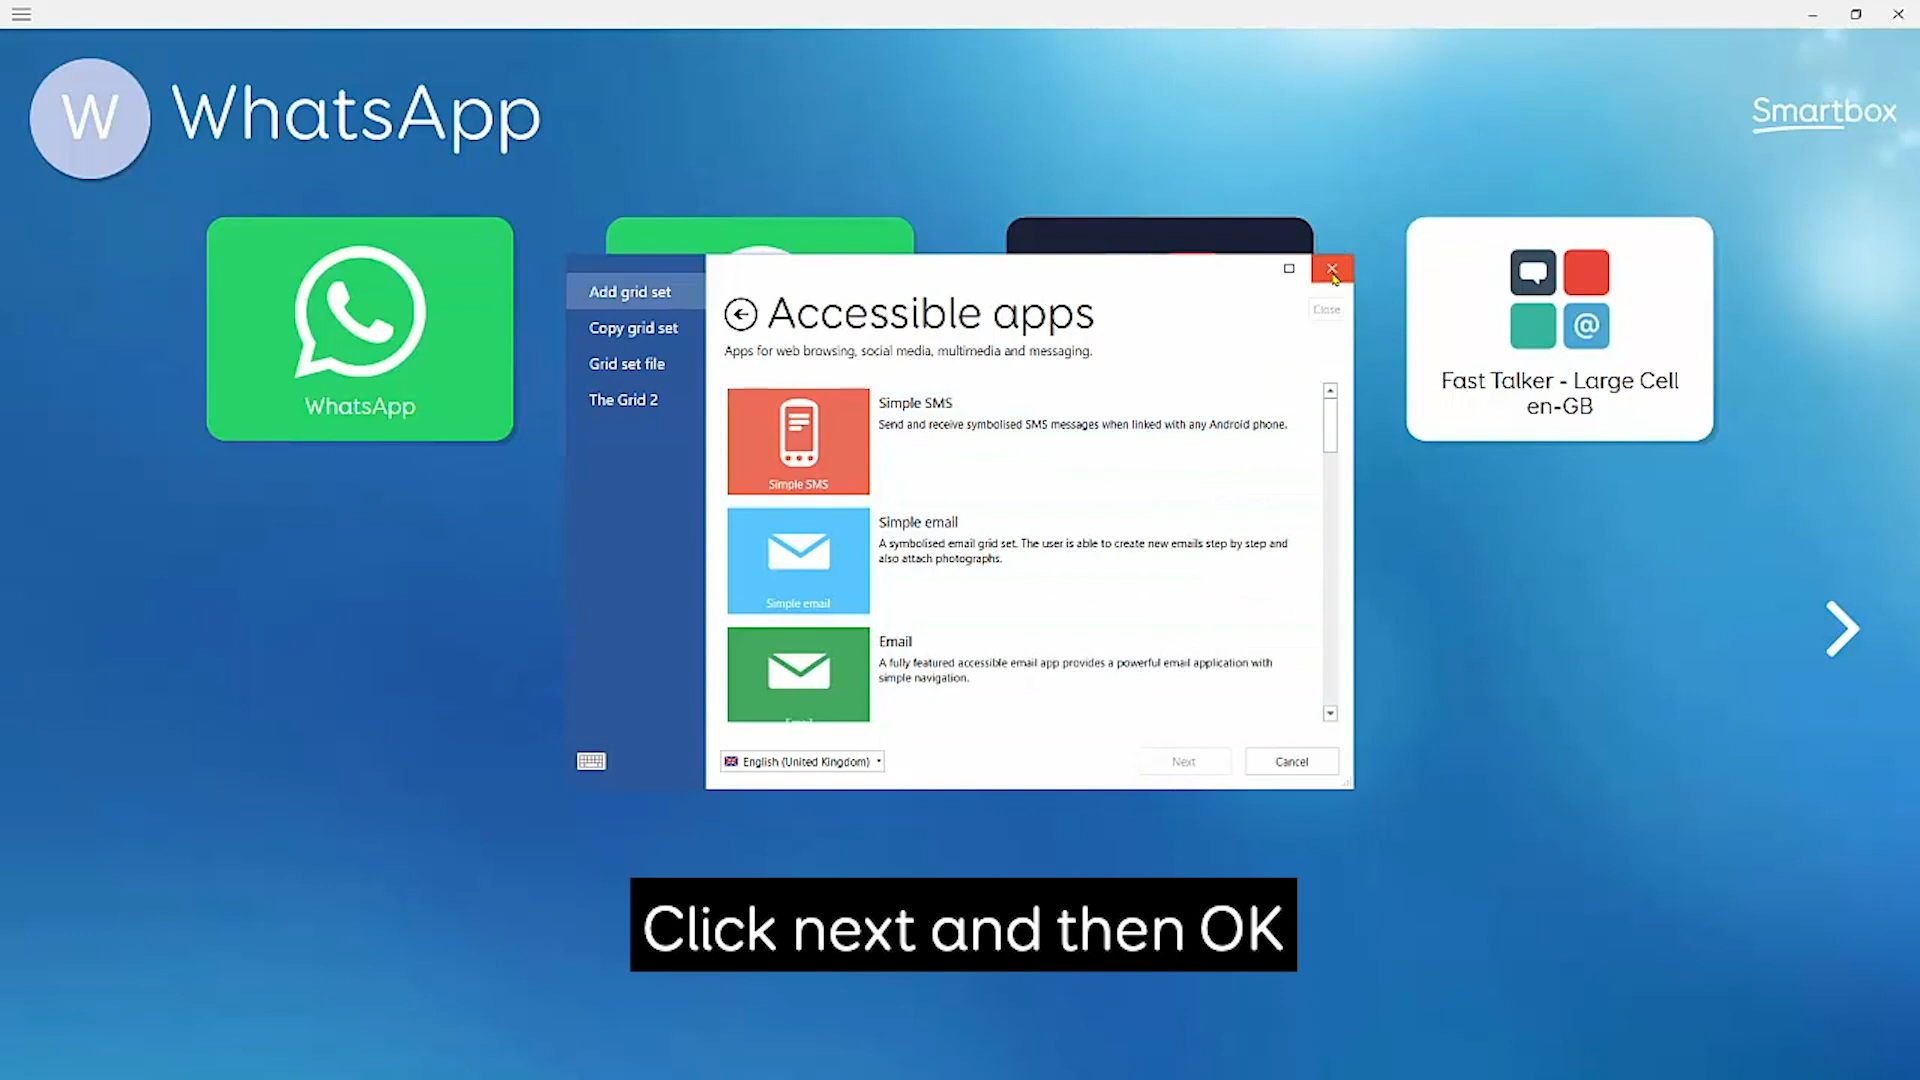 W WhatsApp
Smartbox
WhatsApp
Fast Talker - Large Cell
en-GB
Add grid set
Copy grid set
Grid set file
The Grid 2
Close
Accessible apps
Apps for web browsing, social media, multimedia and messaging.
Simple SMS
Simple SMS
Send and receive symbolised SMS messages when linked with any Android phone.
Simple email
Simple email
A symbolised email grid set. The user is able to create new emails step by step and
also attach photographs.
Email
A fully featured accessible email app provides a powerful email application with
simple navigation.
English (United Kingdom)
Next
Cancel
Click next and then OK